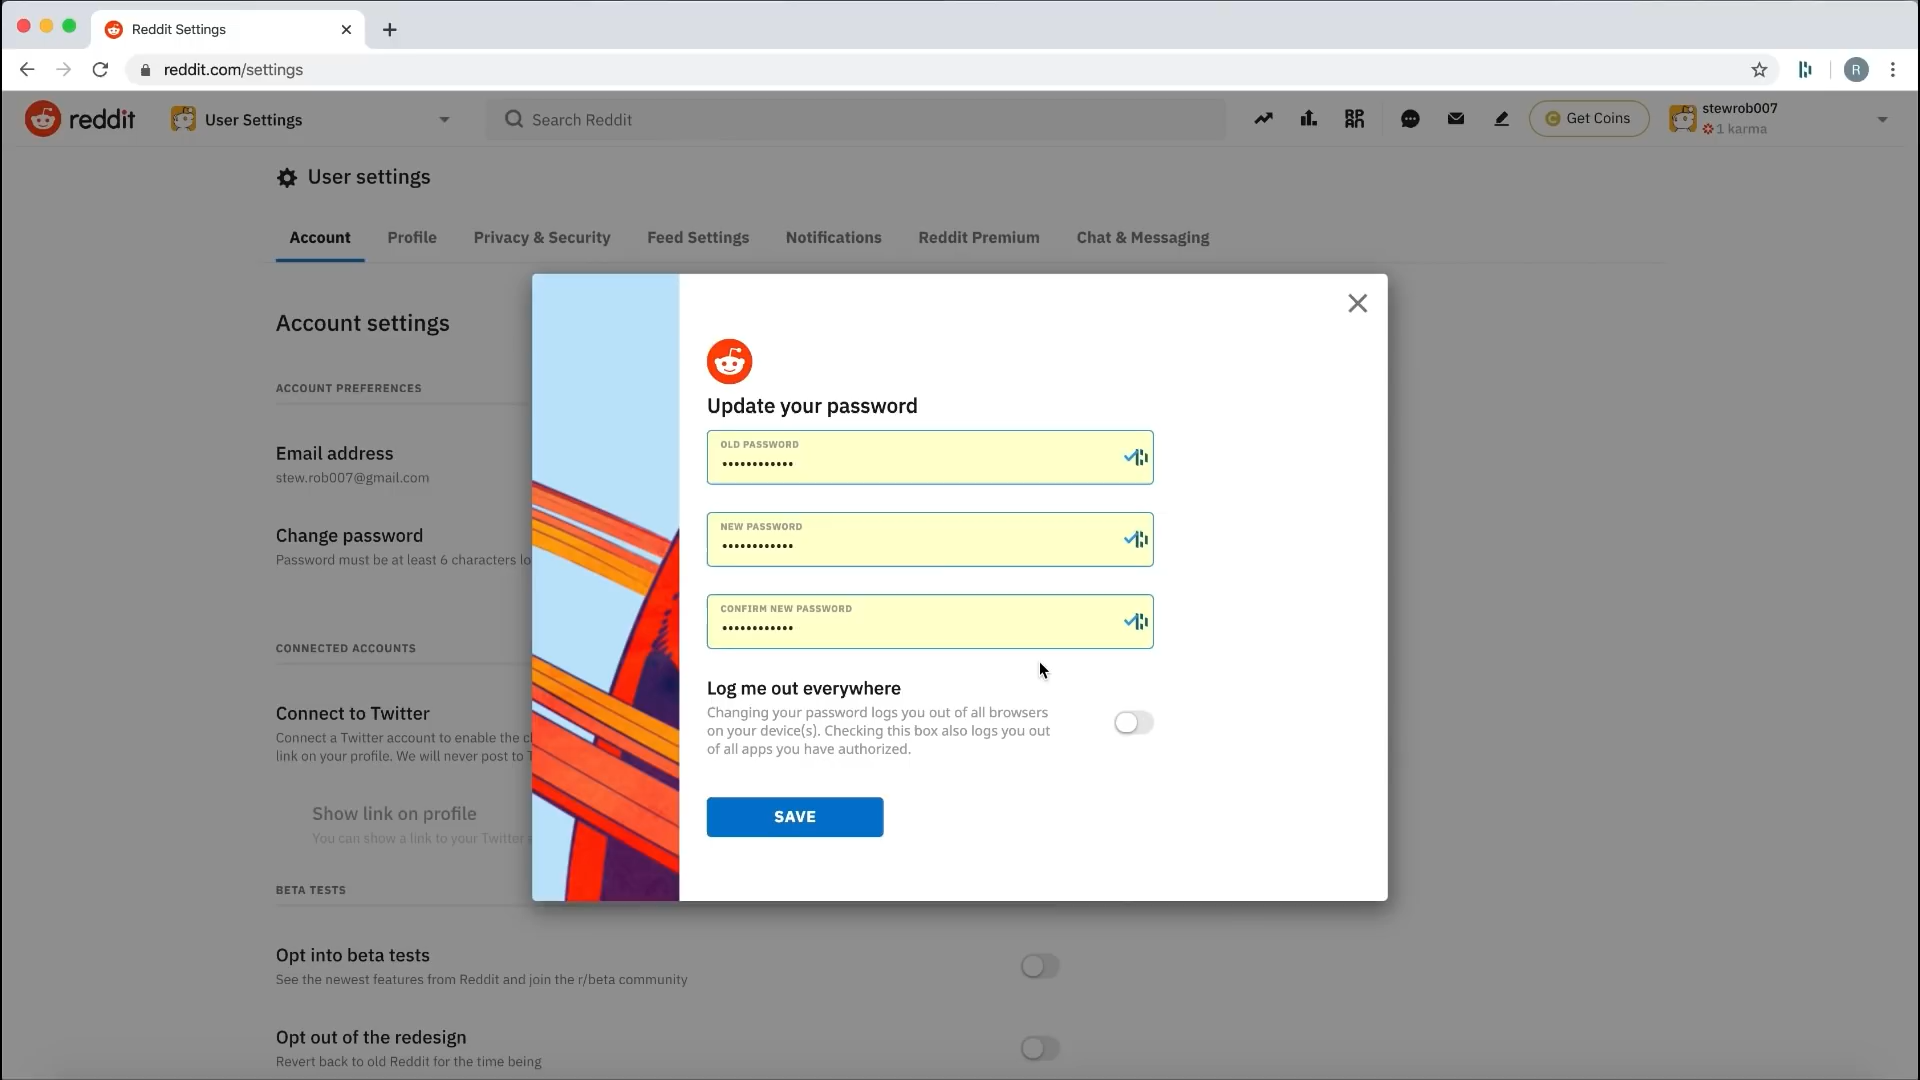 Reddit Settings
reddit.com/settings
R
reddit
User Settings
Search Reddit
Get Coins
stewrob007
1 karma
User settings
Account
Profile
Privacy & Security
Feed Settings
Notifications
Reddit Premium
Chat & Messaging
Account settings
ACCOUNT PREFERENCES
Email address
stew.rob007@gmail.com
Change password
Password must be at least 6 characters lo
CONNECTED ACCOUNTS
Connect to Twitter
Connect a Twitter account to enable the c
link on your profile. We will never post to T
Show link on profile
You can show a link to your Twitter
BETA TESTS
Opt into beta tests
See the newest features from Reddit and join the r/beta community
Opt out of the redesign
Revert back to old Reddit for the time being
Update your password
OLD PASSWORD
••••••••••••
NEW PASSWORD
••••••••••••
CONFIRM NEW PASSWORD
••••••••••••
Log me out everywhere
Changing your password logs you out of all browsers
on your device(s). Checking this box also logs you out
of all apps you have authorized.
SAVE